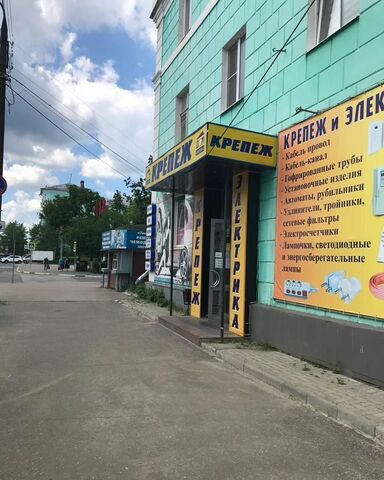 КРЕПЕЖ
КРЕПЕЖ
КРЕПЕЖ
ЭЛЕКТРИКА
КРЕПЕЖ и ЭЛЕК
- Кабель провод
- Кабель-канал
- Гофрированные трубы
- Установочные изделия
- Автоматы, рубильники
- Удлинители, тройники,
сетевые фильтры
- Электросчетчики
- Лампочки, светодиодные
и энергосберегательные
лампы